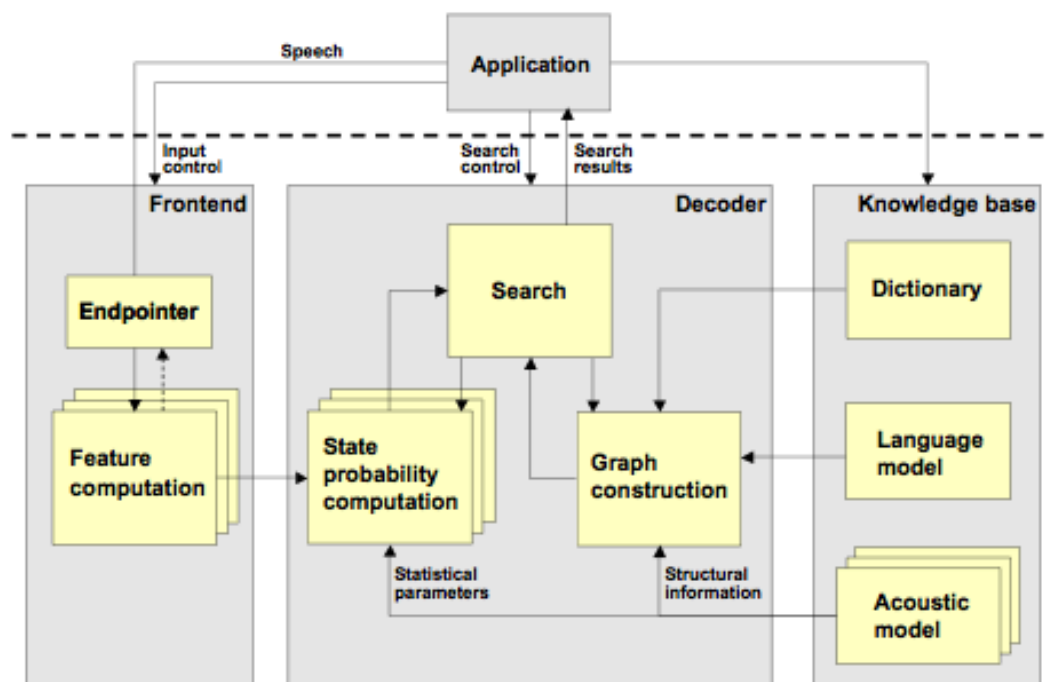 Speech
Application
Input
control
Search
control
Search
results
Frontend
Decoder
Knowledge base
Endpointer
Search
Dictionary
Feature
computation
State
probability
computation
Graph
construction
Language
model
Statistical
parameters
Structural
information
Acoustic
model